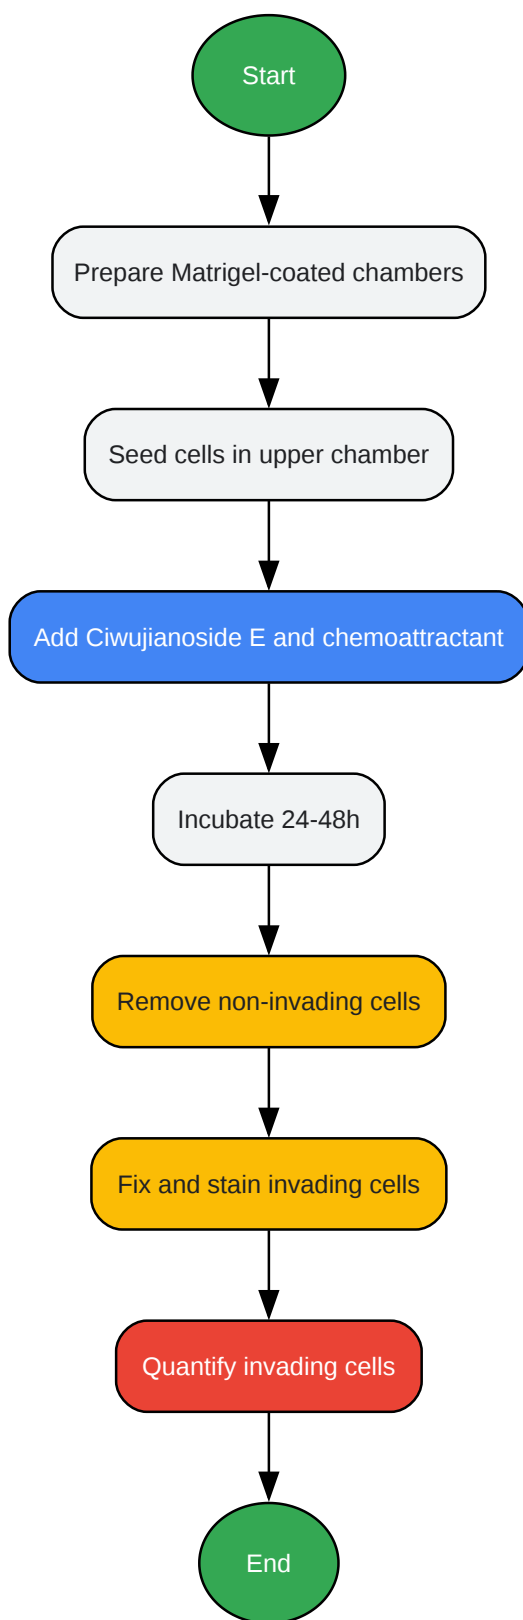 Start
Prepare Matrigel-coated chambers
Seed cells in upper chamber
Add Ciwujianoside E and chemoattractant
Incubate 24-48h
Remove non-invading cells
Fix and stain invading cells
Quantify invading cells
End